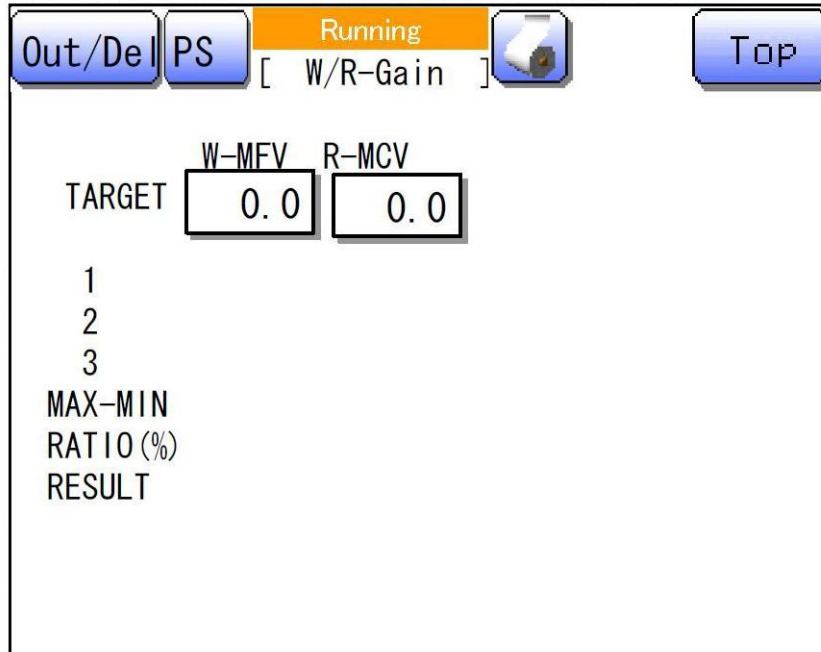 Out/Del PS Running Top
[ W/R-Gain ]
W-MFV R-MCV
TARGET 0.0 0.0
1
2
3
MAX-MIN
RATIO(%)
RESULT